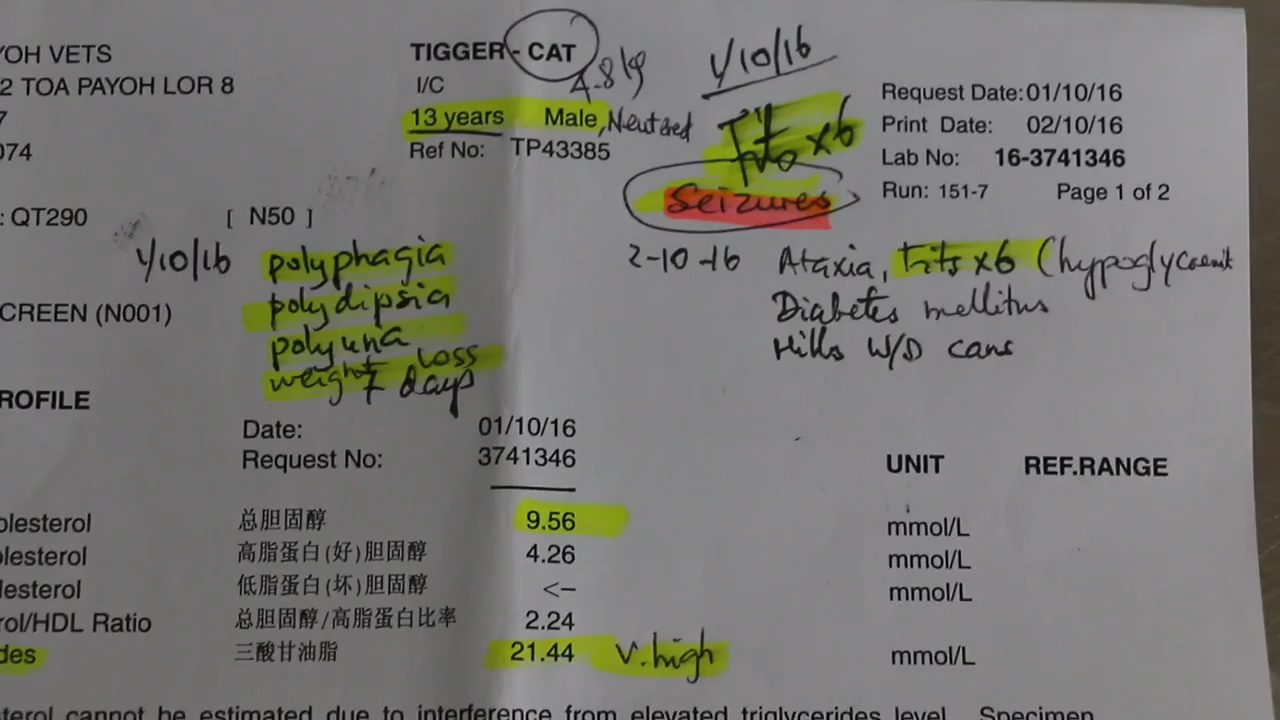 OH VETS
TIGGER - CAT
4.8 kg
1/10/16
2 TOA PAYOH LOR 8
I/C
Request Date: 01/10/16
7
13 years Male, Neutered
Fits x6
Print Date: 02/10/16
074
Ref No: TP43385
Lab No: 16-3741346
Seizures
Run: 151-7 Page 1 of 2
: QT290 [ N50 ]
1/10/16 polyphagia
2-10-16 Ataxia, fits x6 (hypoglycaemic
polydipsia
Diabetes mellitus
CREEN (N001)
polyuria
Hills W/D cans
weight loss
7 days
ROFILE
Date: 01/10/16
Request No: 3741346
UNIT REF.RANGE
olesterol 总胆固醇 9.56 mmol/L
olesterol 高脂蛋白(好)胆固醇 4.26 mmol/L
lesterol 低脂蛋白(坏)胆固醇 <- mmol/L
rol/HDL Ratio 总胆固醇/高脂蛋白比率 2.24
des 三酸甘油脂 21.44 V.high mmol/L
terol cannot be estimated due to interference from elevated triglycerides level. Specimen